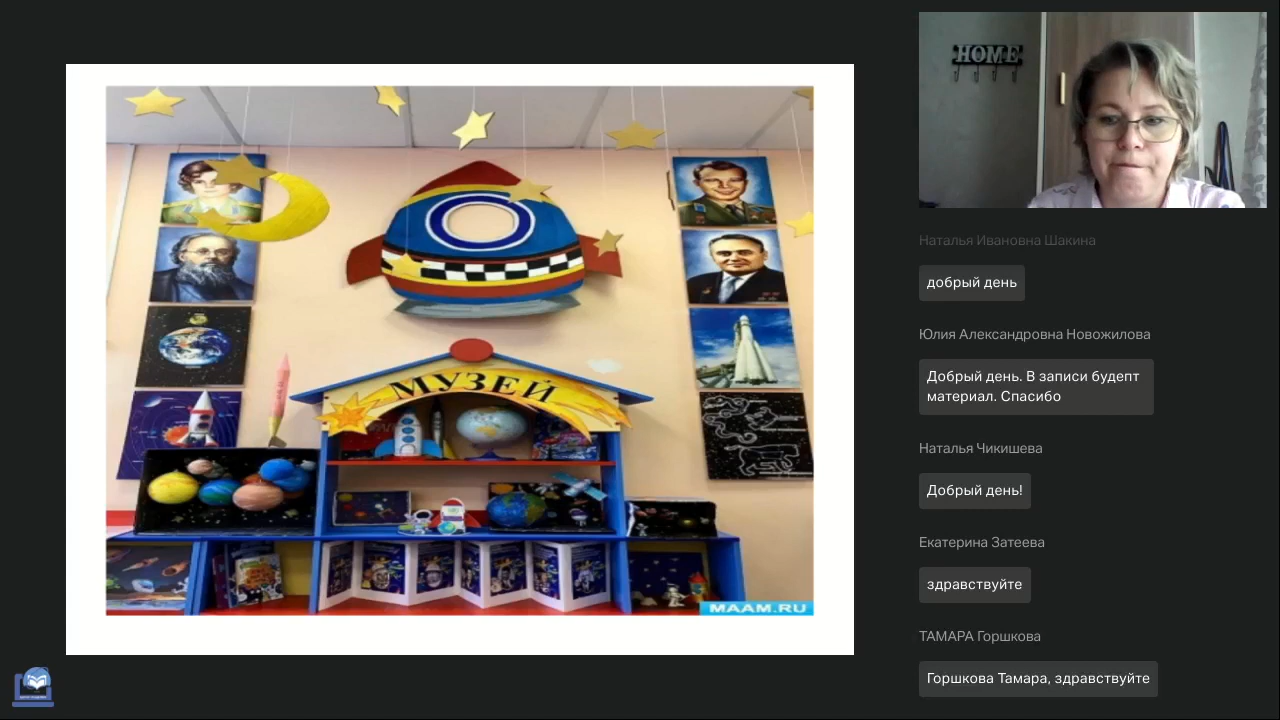 МУЗЕЙ
MAAM.RU
HOME
Наталья Ивановна Шакина
добрый день
Юлия Александровна Новожилова
Добрый день. В записи будепт
материал. Спасибо
Наталья Чикишева
Добрый день!
Екатерина Затеева
здравствуйте
ТАМАРА Горшкова
Горшкова Тамара, здравствуйте